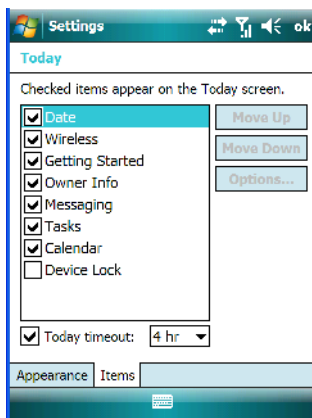 Settings ok
Today
Checked items appear on the Today screen.
Date
Wireless
Getting Started
Owner Info
Messaging
Tasks
Calendar
Device Lock
Move Up
Move Down
Options...
Today timeout: 4 hr
Appearance Items